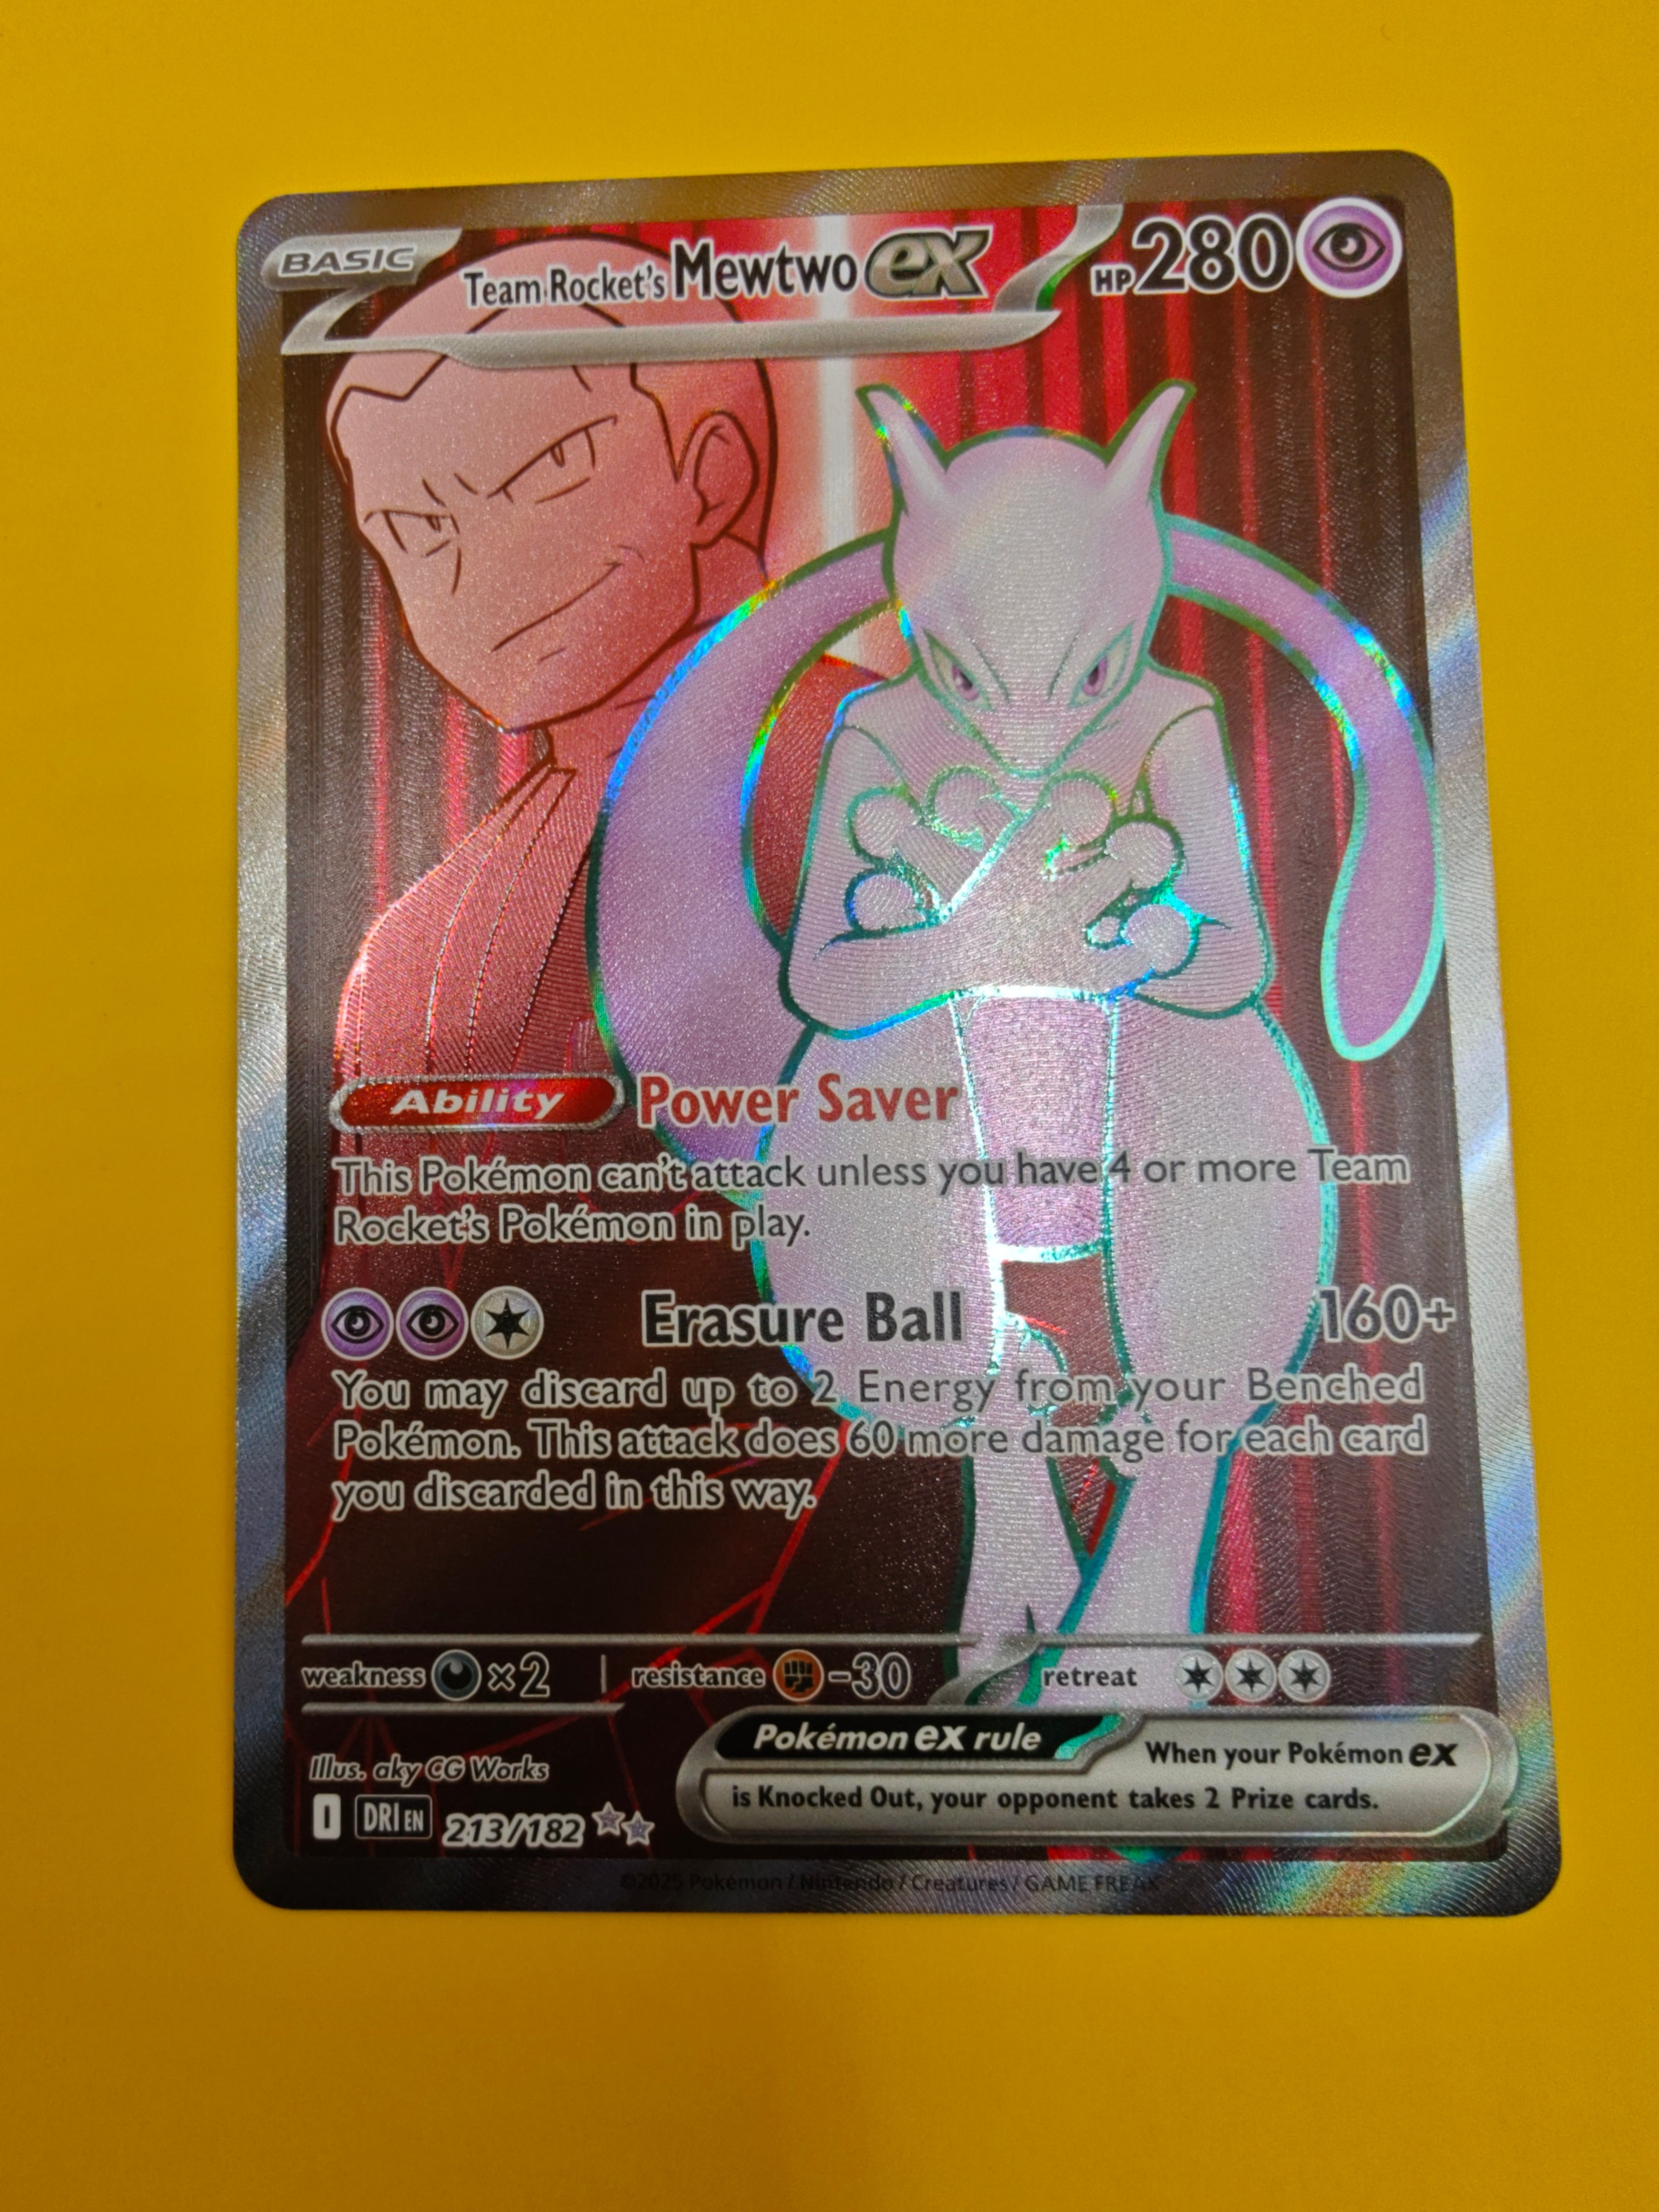 BASIC Team Rocket's Mewtwo ex HP 280
Ability Power Saver
This Pokémon can't attack unless you have 4 or more Team
Rocket's Pokémon in play.
Erasure Ball 160+
You may discard up to 2 Energy from your Benched
Pokémon. This attack does 60 more damage for each card
you discarded in this way.
weakness ×2 | resistance -30 retreat
Pokémon ex rule When your Pokémon ex
is Knocked Out, your opponent takes 2 Prize cards.
Illus. aky CG Works
I DRI EN 213/182
©2025 Pokémon / Nintendo / Creatures / GAME FREAK